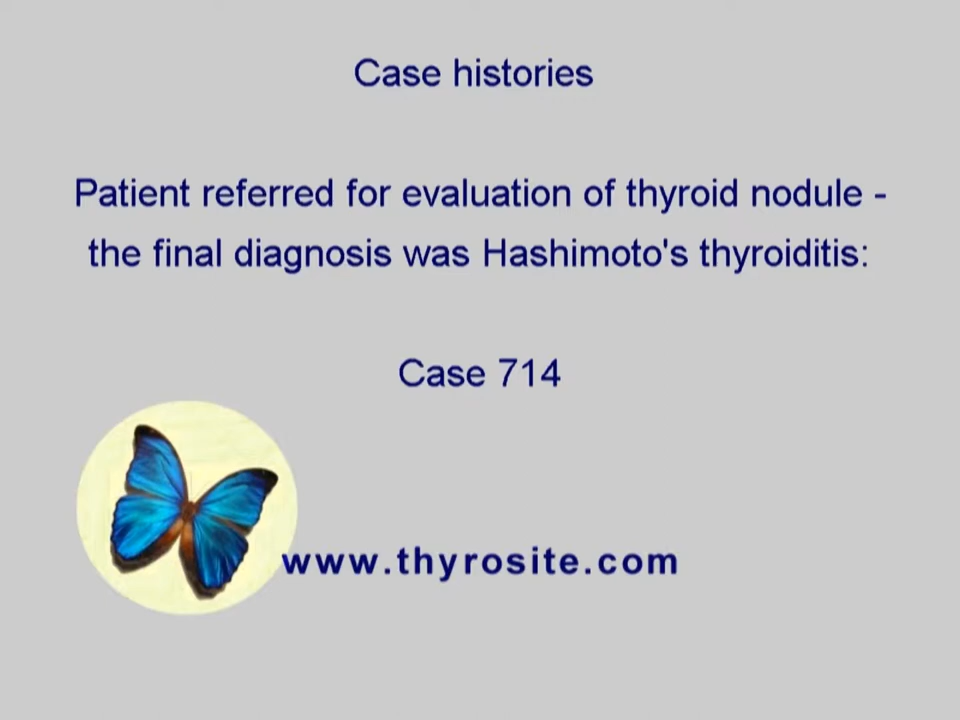 Case histories
Patient referred for evaluation of thyroid nodule -
the final diagnosis was Hashimoto's thyroiditis:
Case 714
www.thyrosite.com